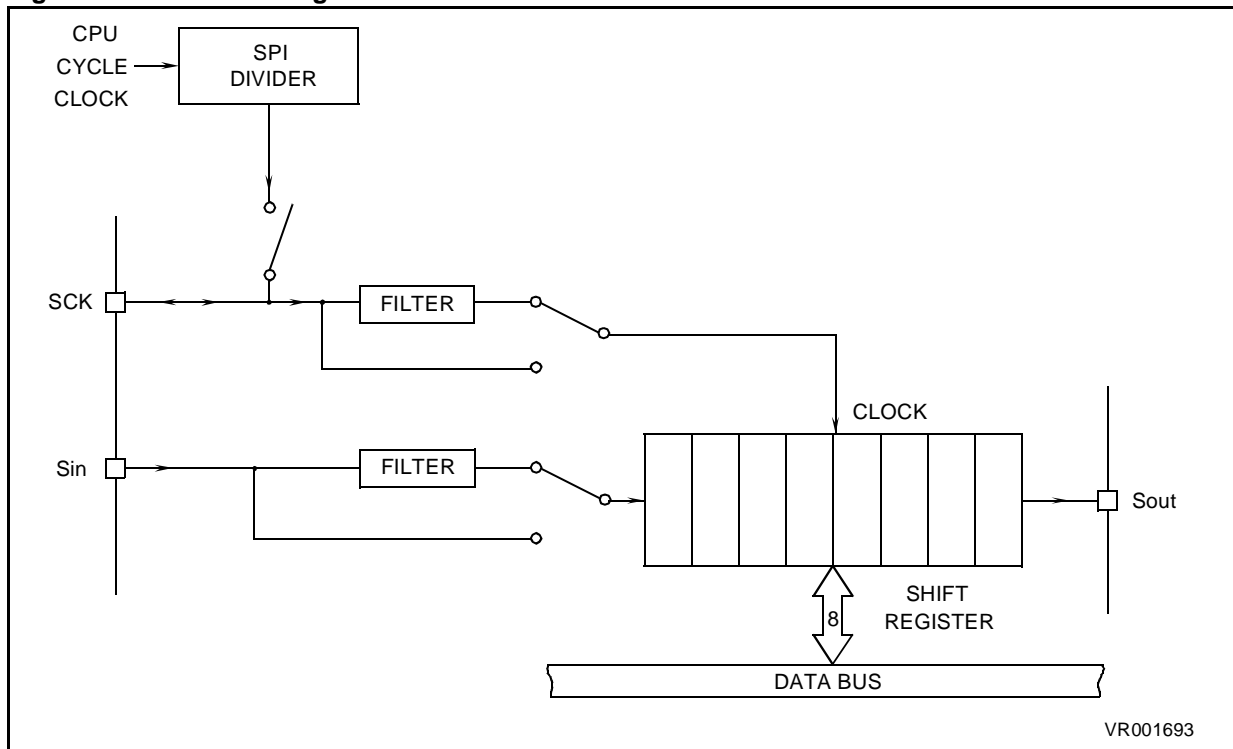 CPU
CYCLE
CLOCK
SPI
DIVIDER
SCK
FILTER
CLOCK
Sin
FILTER
Sout
SHIFT
REGISTER
8
DATA BUS
VR001693